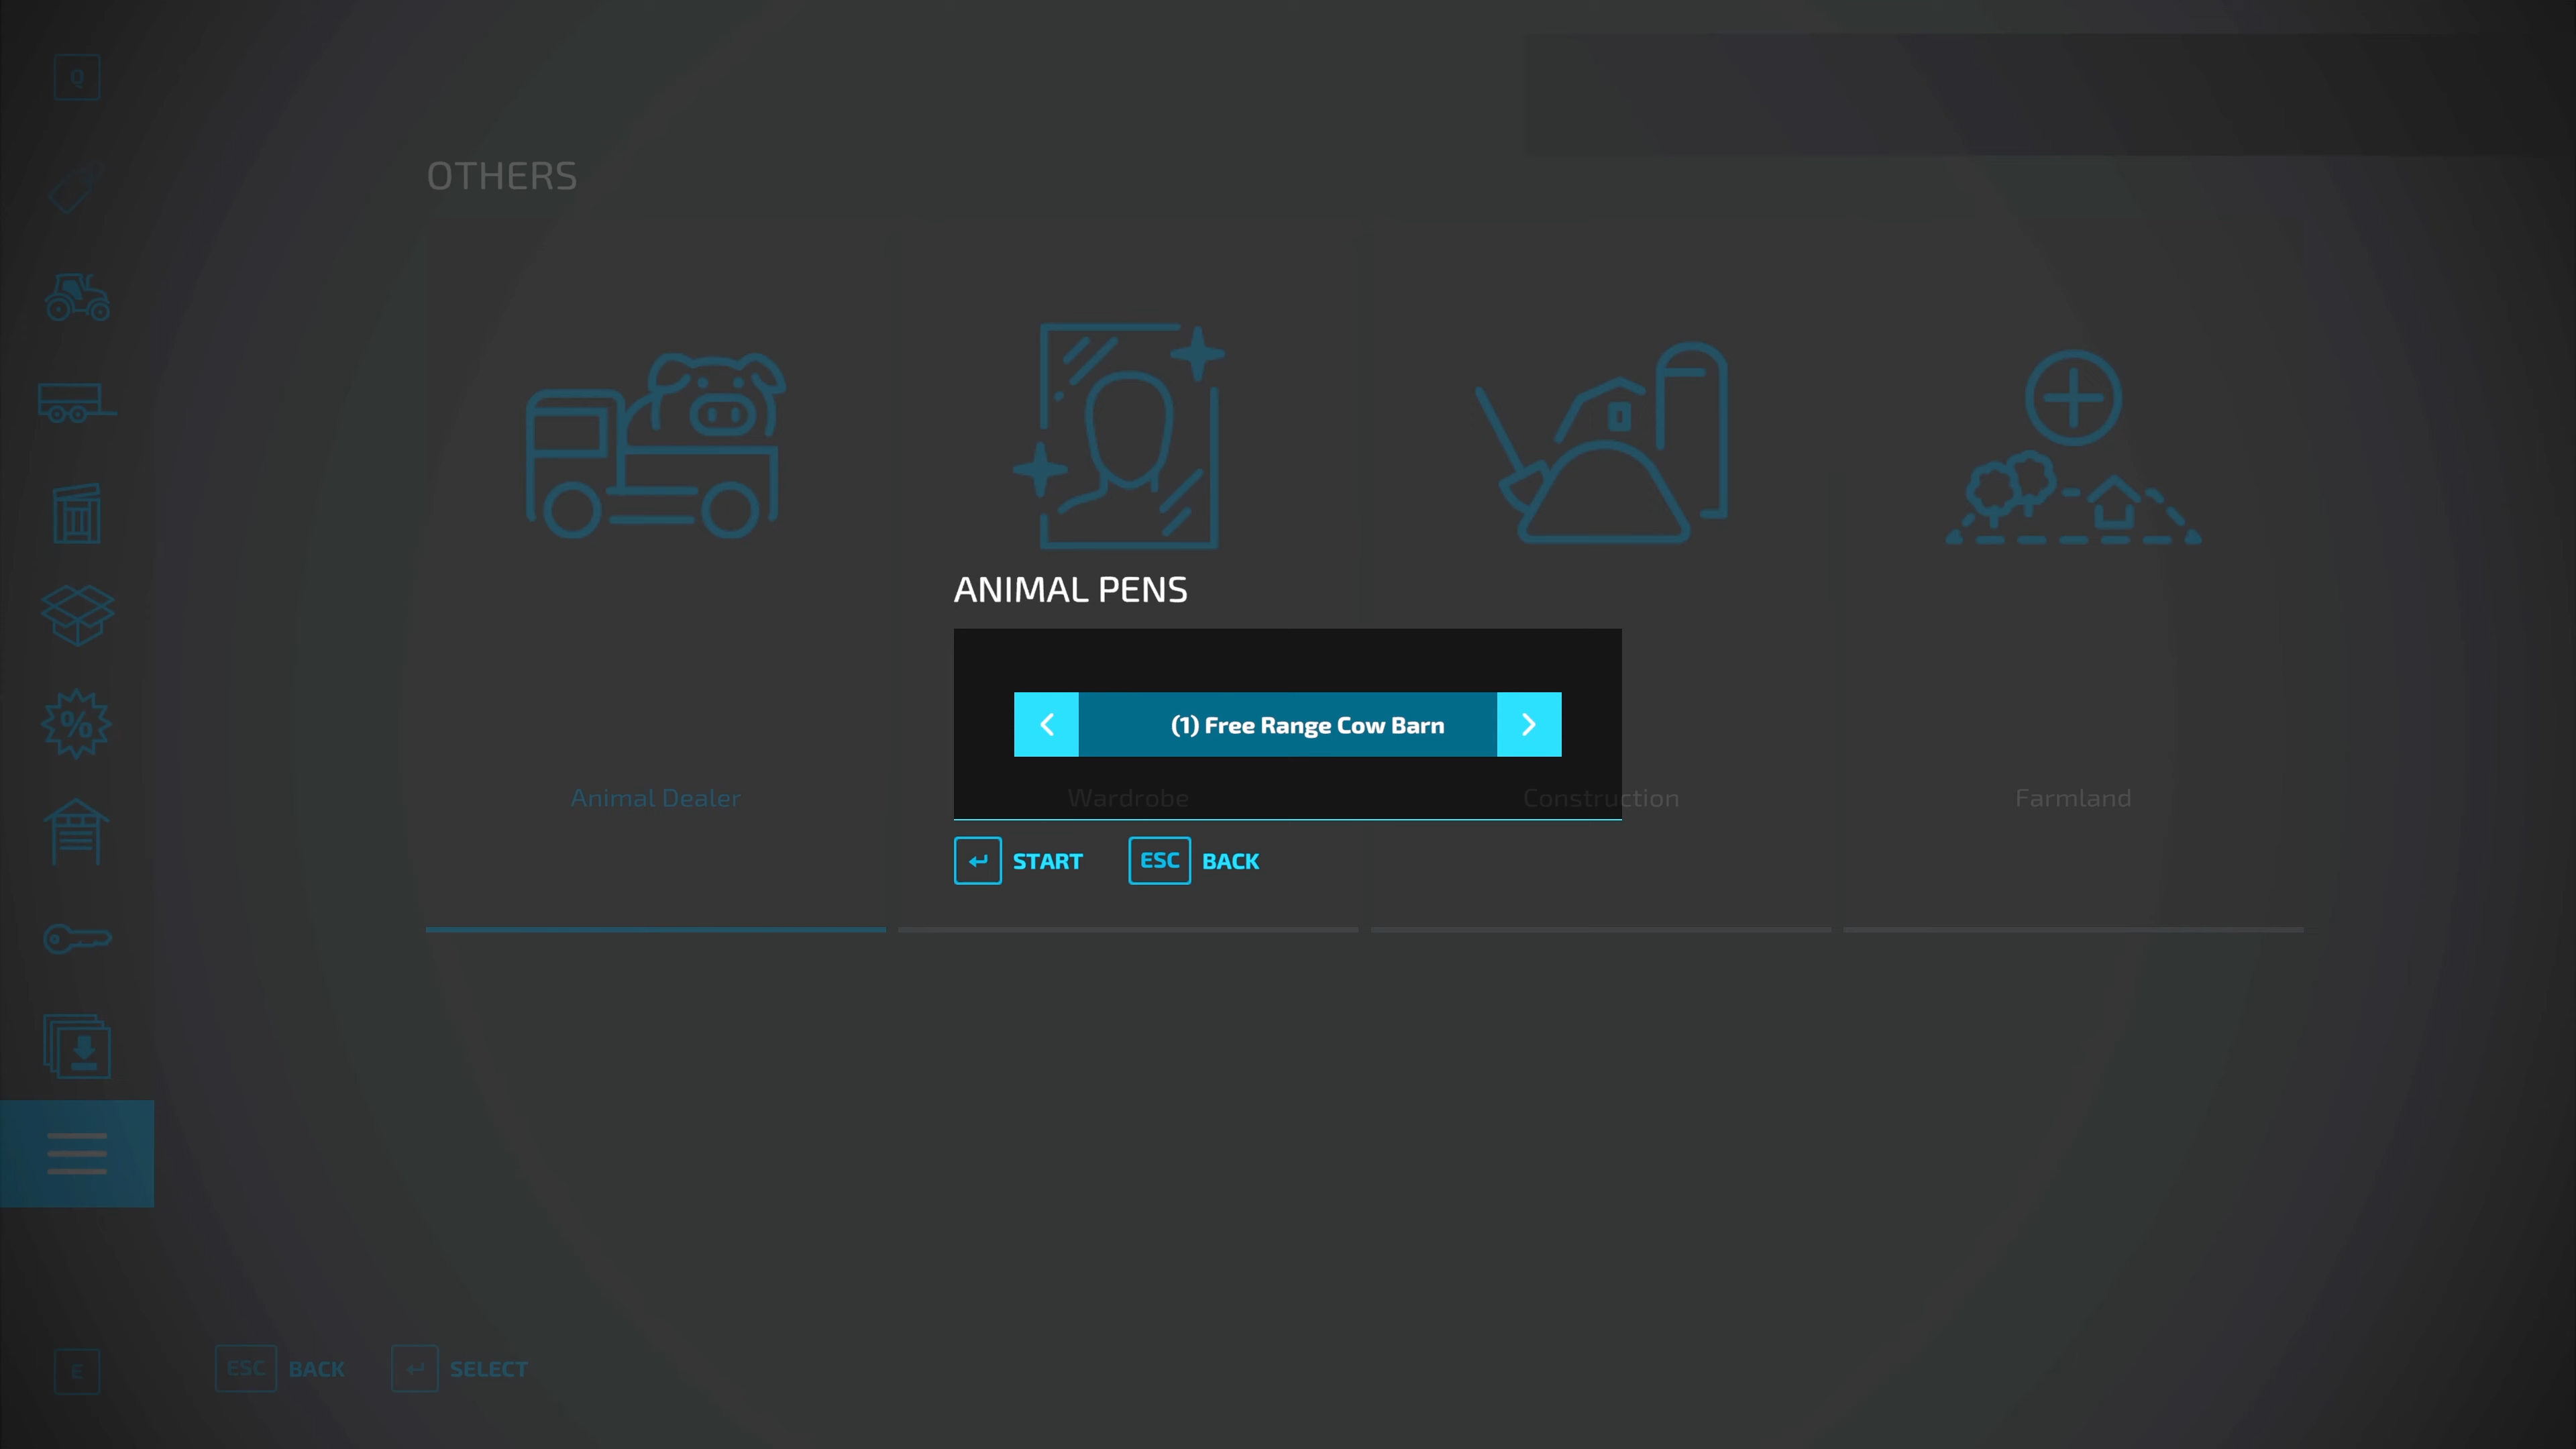 Q
OTHERS
ANIMAL PENS
(1) Free Range Cow Barn
Animal Dealer
Wardrobe
Construction
Farmland
START
ESC BACK
%
E
ESC BACK
SELECT